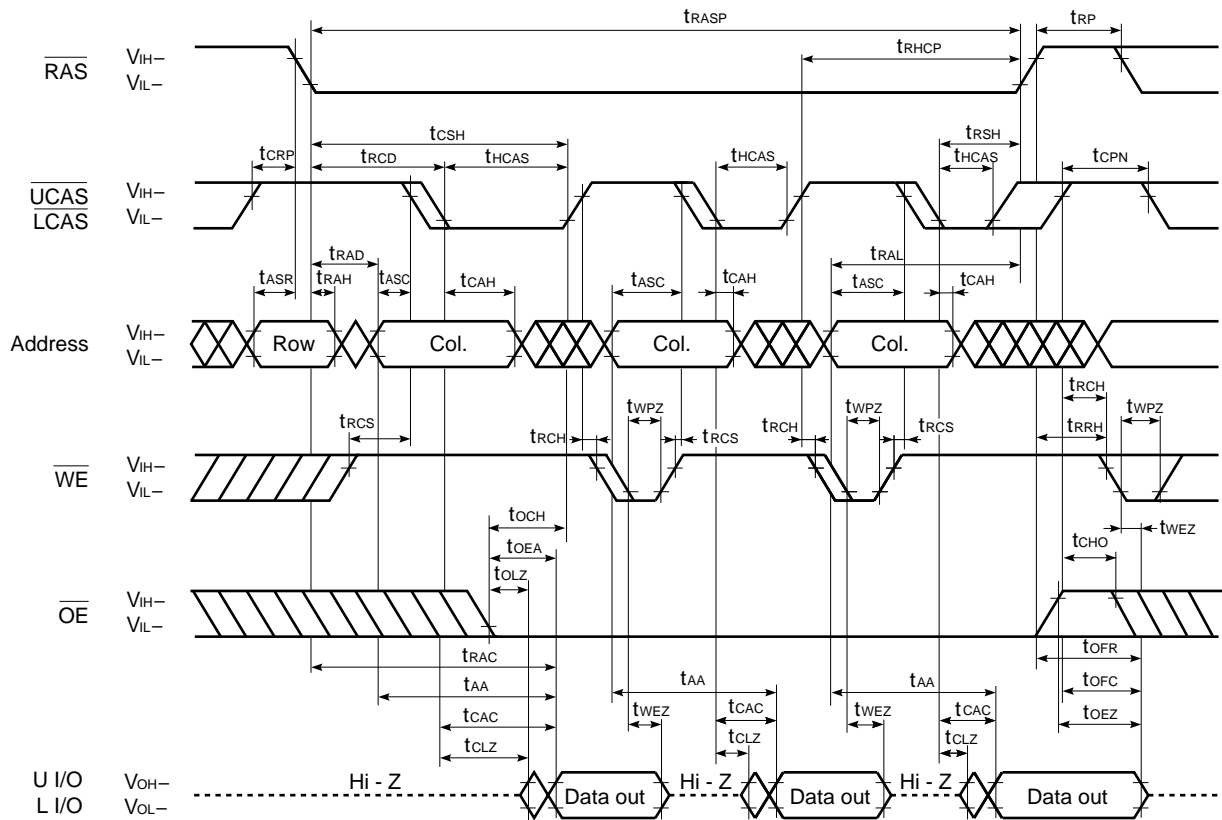 tRASP
tRP
RAS
VIH–
VIL–
tRHCP
tCSH
tRSH
tCRP
tRCD
tHCAS
tHCAS
tHCAS
tCPN
UCAS
LCAS
VIH–
VIL–
tRAD
tRAL
tASR
tRAH
tASC
tCAH
tASC
tCAH
tASC
tCAH
Address
VIH–
VIL–
Row
Col.
Col.
Col.
tRCH
tRCS
tWPZ
tWPZ
tWPZ
tRCH
tRCS
tRCH
tRCS
tRRH
WE
VIH–
VIL–
tOCH
tWEZ
tOEA
tCHO
tOLZ
OE
VIH–
VIL–
tRAC
tOFR
tAA
tAA
tAA
tOFC
tCAC
tWEZ
tCAC
tWEZ
tCAC
tOEZ
tCLZ
tCLZ
tCLZ
U I/O
L I/O
VOH–
VOL–
Hi - Z
Data out
Hi - Z
Data out
Hi - Z
Data out